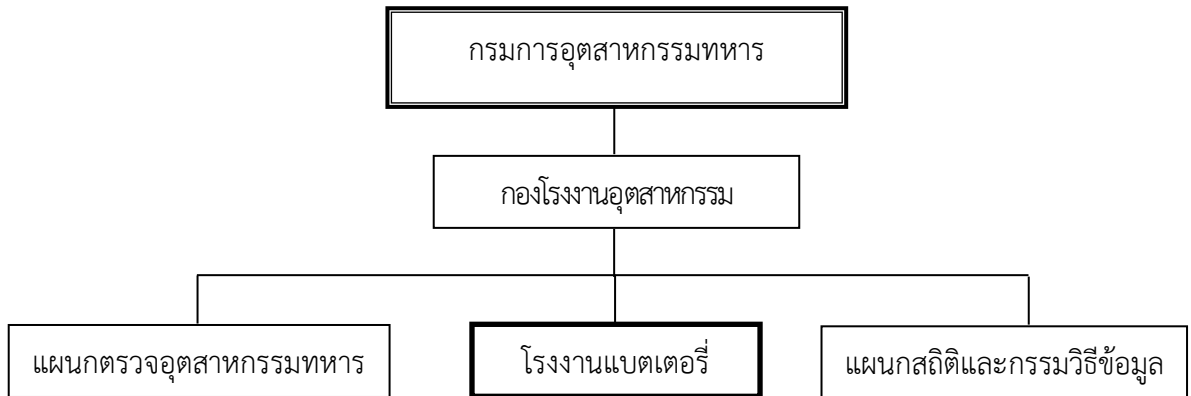 กรมการอุตสาหกรรมทหาร
กองโรงงานอุตสาหกรรม
แผนกตรวจอุตสาหกรรมทหาร
โรงงานแบตเตอรี่
แผนกสถิติและกรรมวิธีข้อมูล